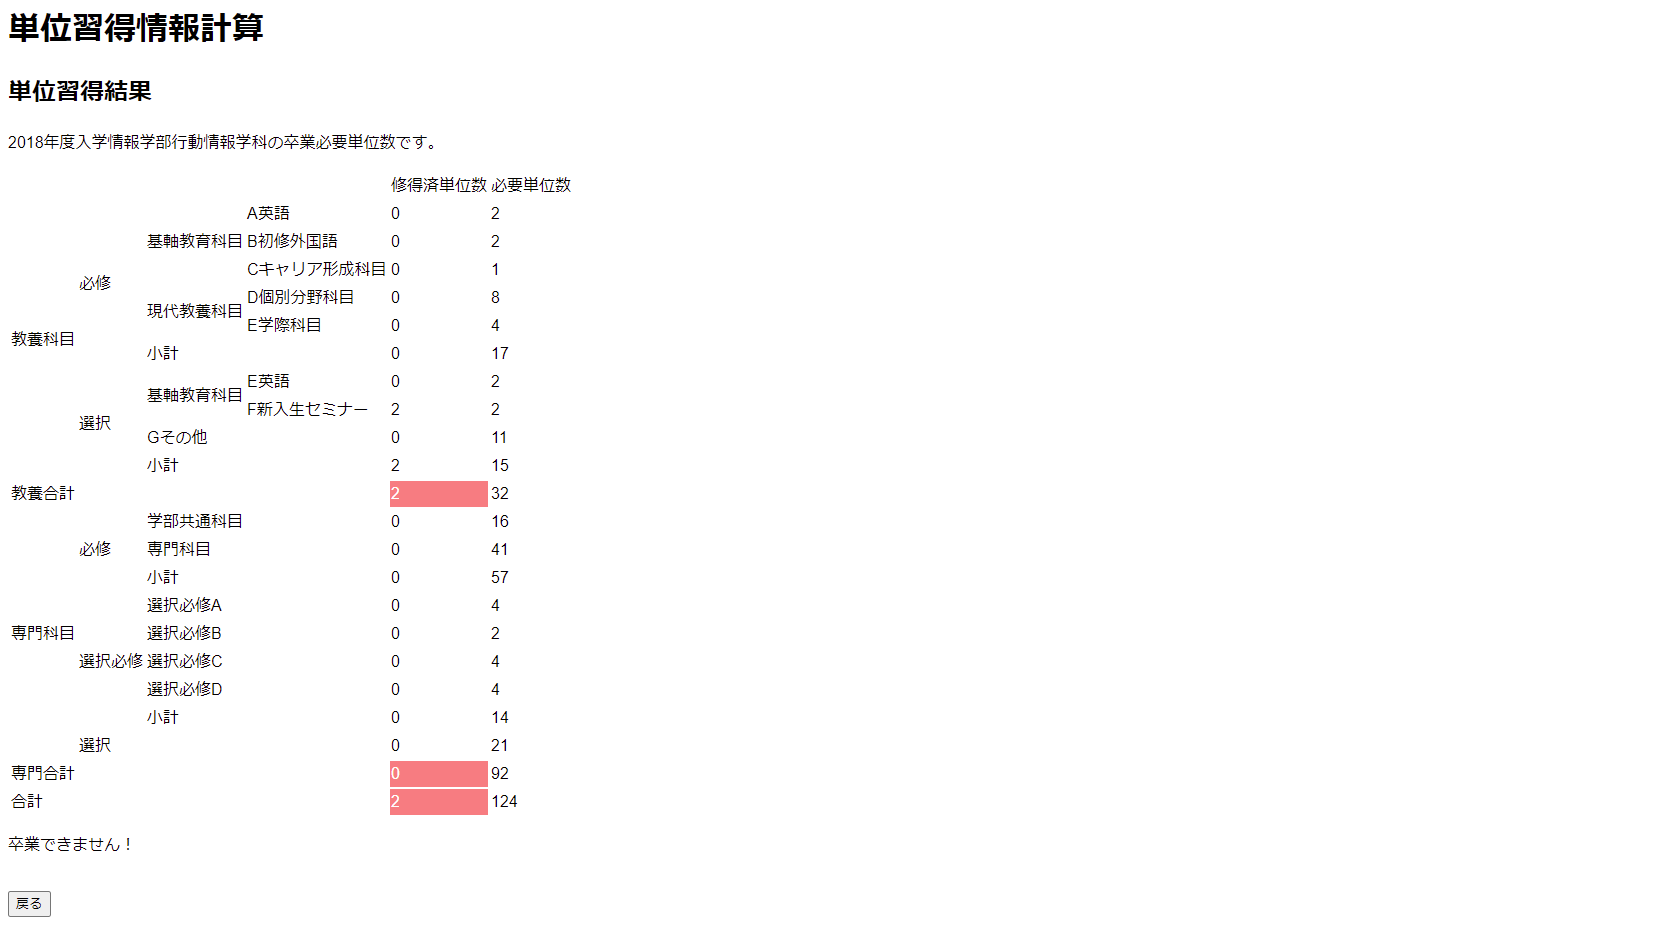 単位習得情報計算
単位習得結果
2018年度入学情報学部行動情報学科の卒業必要単位数です。
修得済単位数 必要単位数
教養科目 必修 基軸教育科目 A英語 0 2
B初修外国語 0 2
Cキャリア形成科目 0 1
現代教養科目 D個別分野科目 0 8
E学際科目 0 4
小計 0 17
選択 基軸教育科目 E英語 0 2
F新入生セミナー 2 2
Gその他 0 11
小計 2 15
教養合計 2 32
専門科目 必修 学部共通科目 0 16
専門科目 0 41
小計 0 57
選択必修 選択必修A 0 4
選択必修B 0 2
選択必修C 0 4
選択必修D 0 4
小計 0 14
選択 0 21
専門合計 0 92
合計 2 124
卒業できません！
戻る